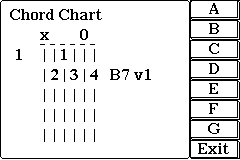 Chord Chart
x 0
1 | | 1 | | |
| 2 | 3 | 4 B7 v1
| | | | | |
| | | | | |
| | | | | |
| | | | | |
A
B
C
D
E
F
G
Exit